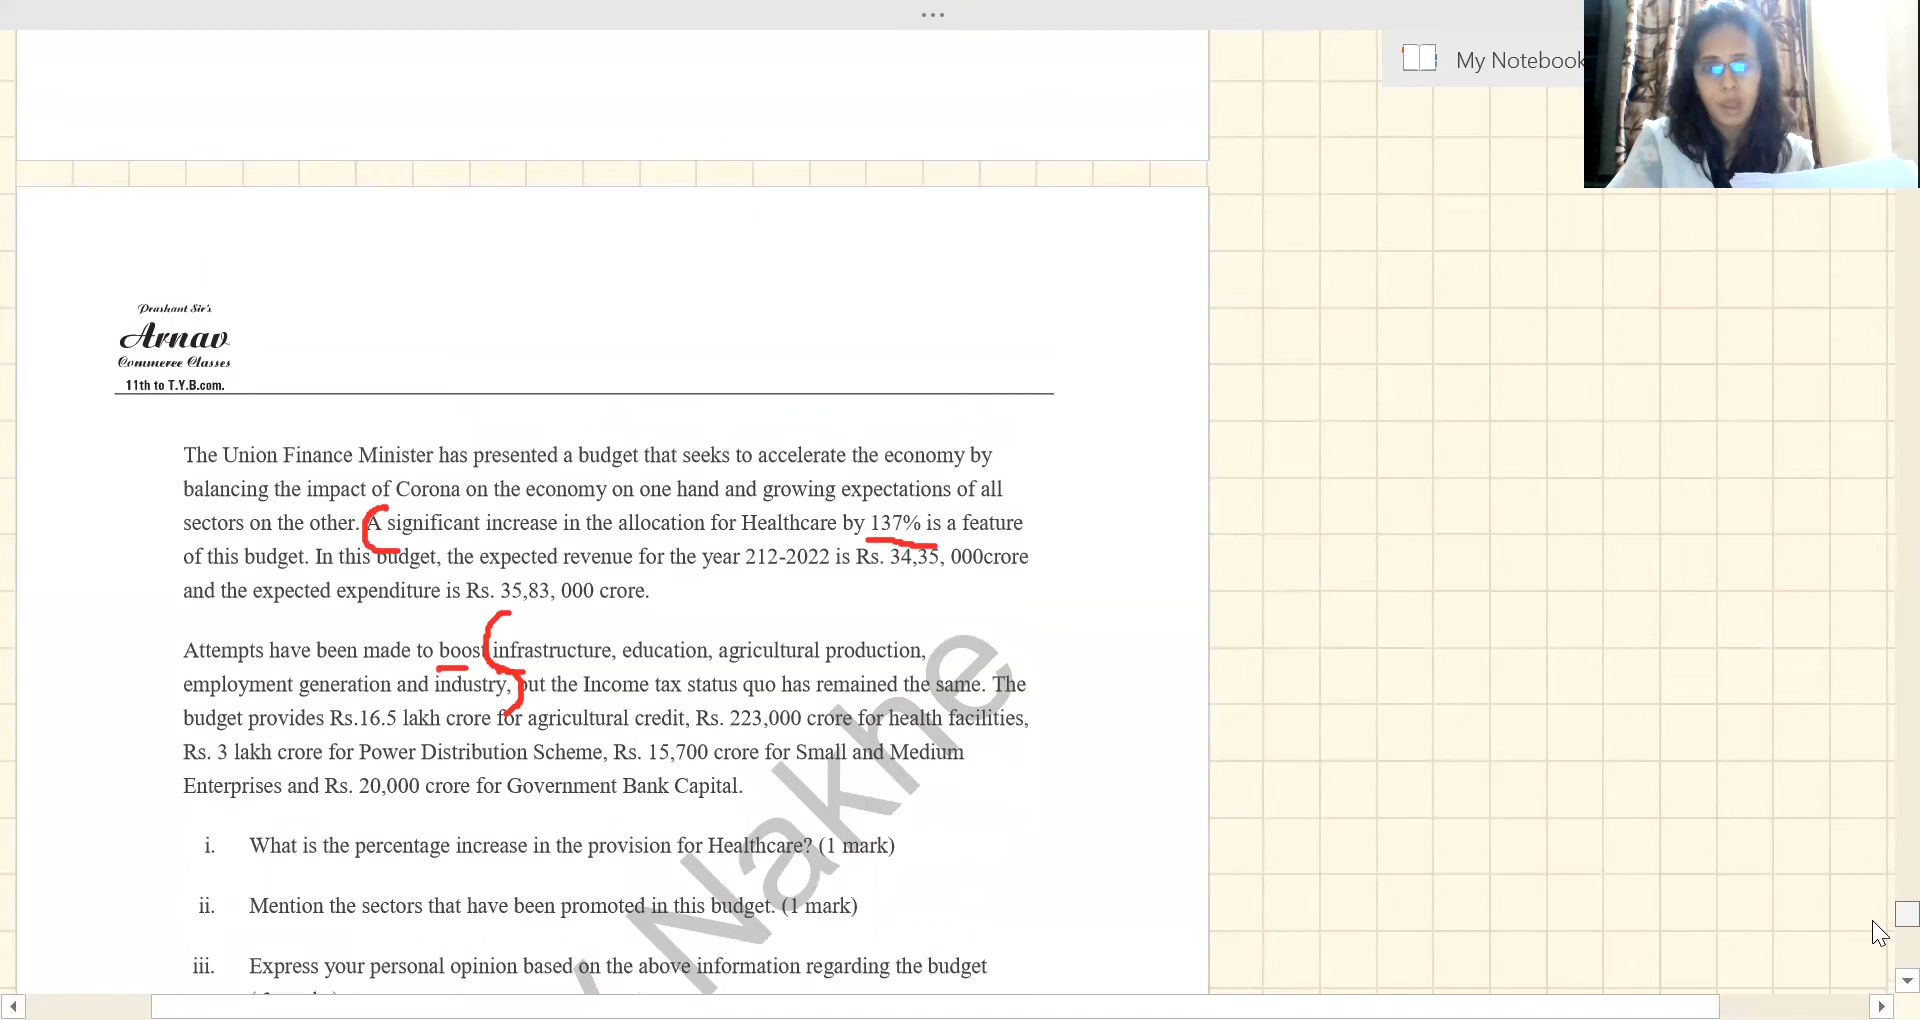 My Notebook
Prashant Sir's
Arnav
Commerce Classes
11th to T.Y.B.com.
The Union Finance Minister has presented a budget that seeks to accelerate the economy by
balancing the impact of Corona on the economy on one hand and growing expectations of all
sectors on the other. A significant increase in the allocation for Healthcare by 137% is a feature
of this budget. In this budget, the expected revenue for the year 212-2022 is Rs. 34,35, 000crore
and the expected expenditure is Rs. 35,83, 000 crore.
Attempts have been made to boost infrastructure, education, agricultural production,
employment generation and industry, but the Income tax status quo has remained the same. The
budget provides Rs.16.5 lakh crore for agricultural credit, Rs. 223,000 crore for health facilities,
Rs. 3 lakh crore for Power Distribution Scheme, Rs. 15,700 crore for Small and Medium
Enterprises and Rs. 20,000 crore for Government Bank Capital.
i. What is the percentage increase in the provision for Healthcare? (1 mark)
ii. Mention the sectors that have been promoted in this budget. (1 mark)
iii. Express your personal opinion based on the above information regarding the budget
Nakhe